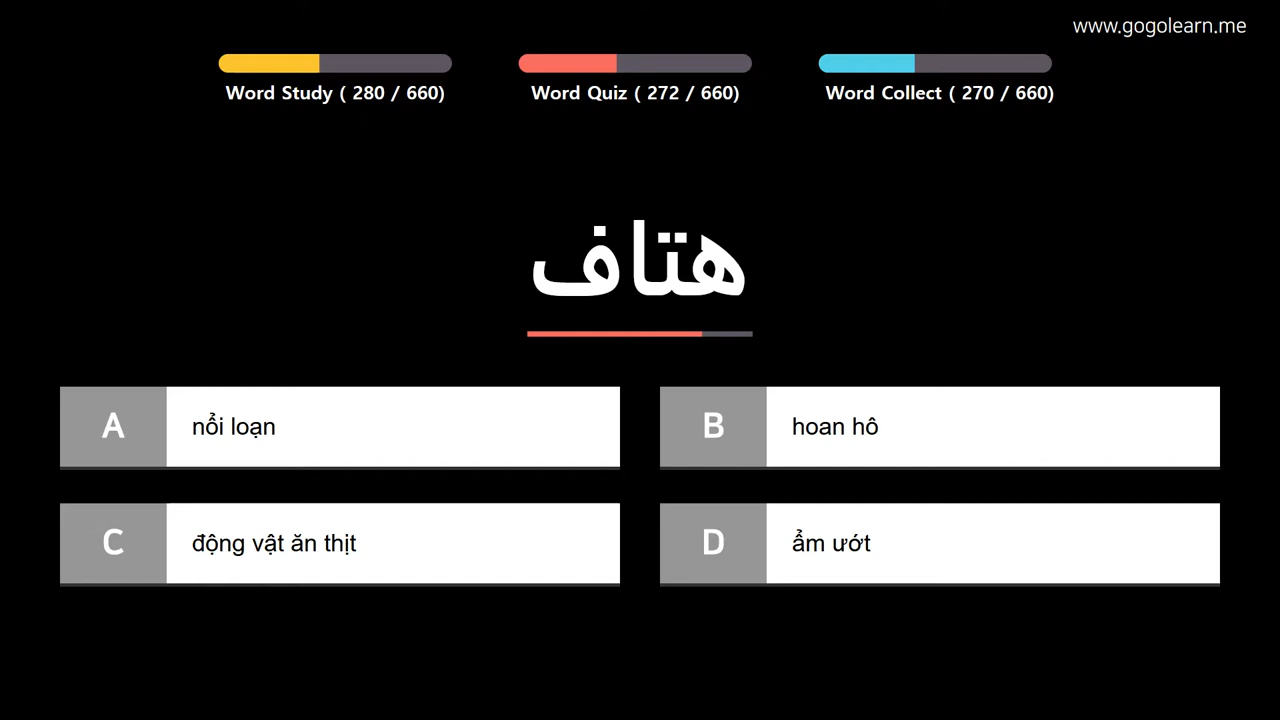 www.gogolearn.me
Word Study ( 280 / 660)
Word Quiz ( 272 / 660)
Word Collect ( 270 / 660)
هتاف
A
nổi loạn
B
hoan hô
C
động vật ăn thịt
D
ẩm ướt